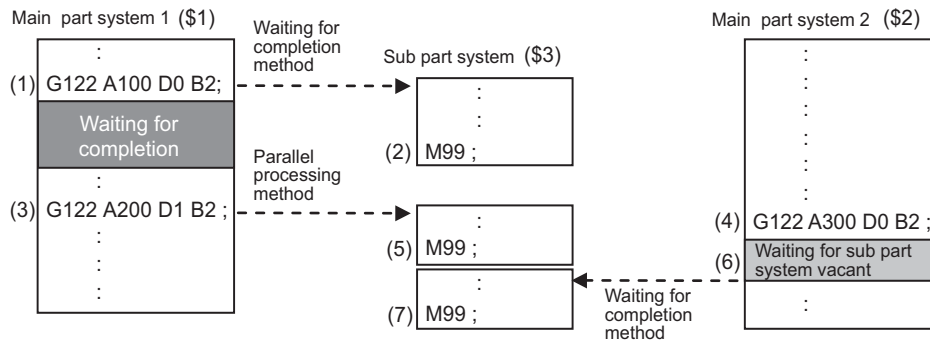 Main part system 1 ($1)
:
(1) G122 A100 D0 B2;
Waiting for
completion
:
(3) G122 A200 D1 B2 ;
:
:
:
Waiting for
completion
method
Parallel
processing
method
Sub part system ($3)
:
:
(2) M99 ;
:
(5) M99 ;
:
(7) M99 ;
Waiting for
completion
method
Main part system 2 ($2)
:
:
:
:
:
:
(4) G122 A300 D0 B2 ;
(6) Waiting for sub part
system vacant
: